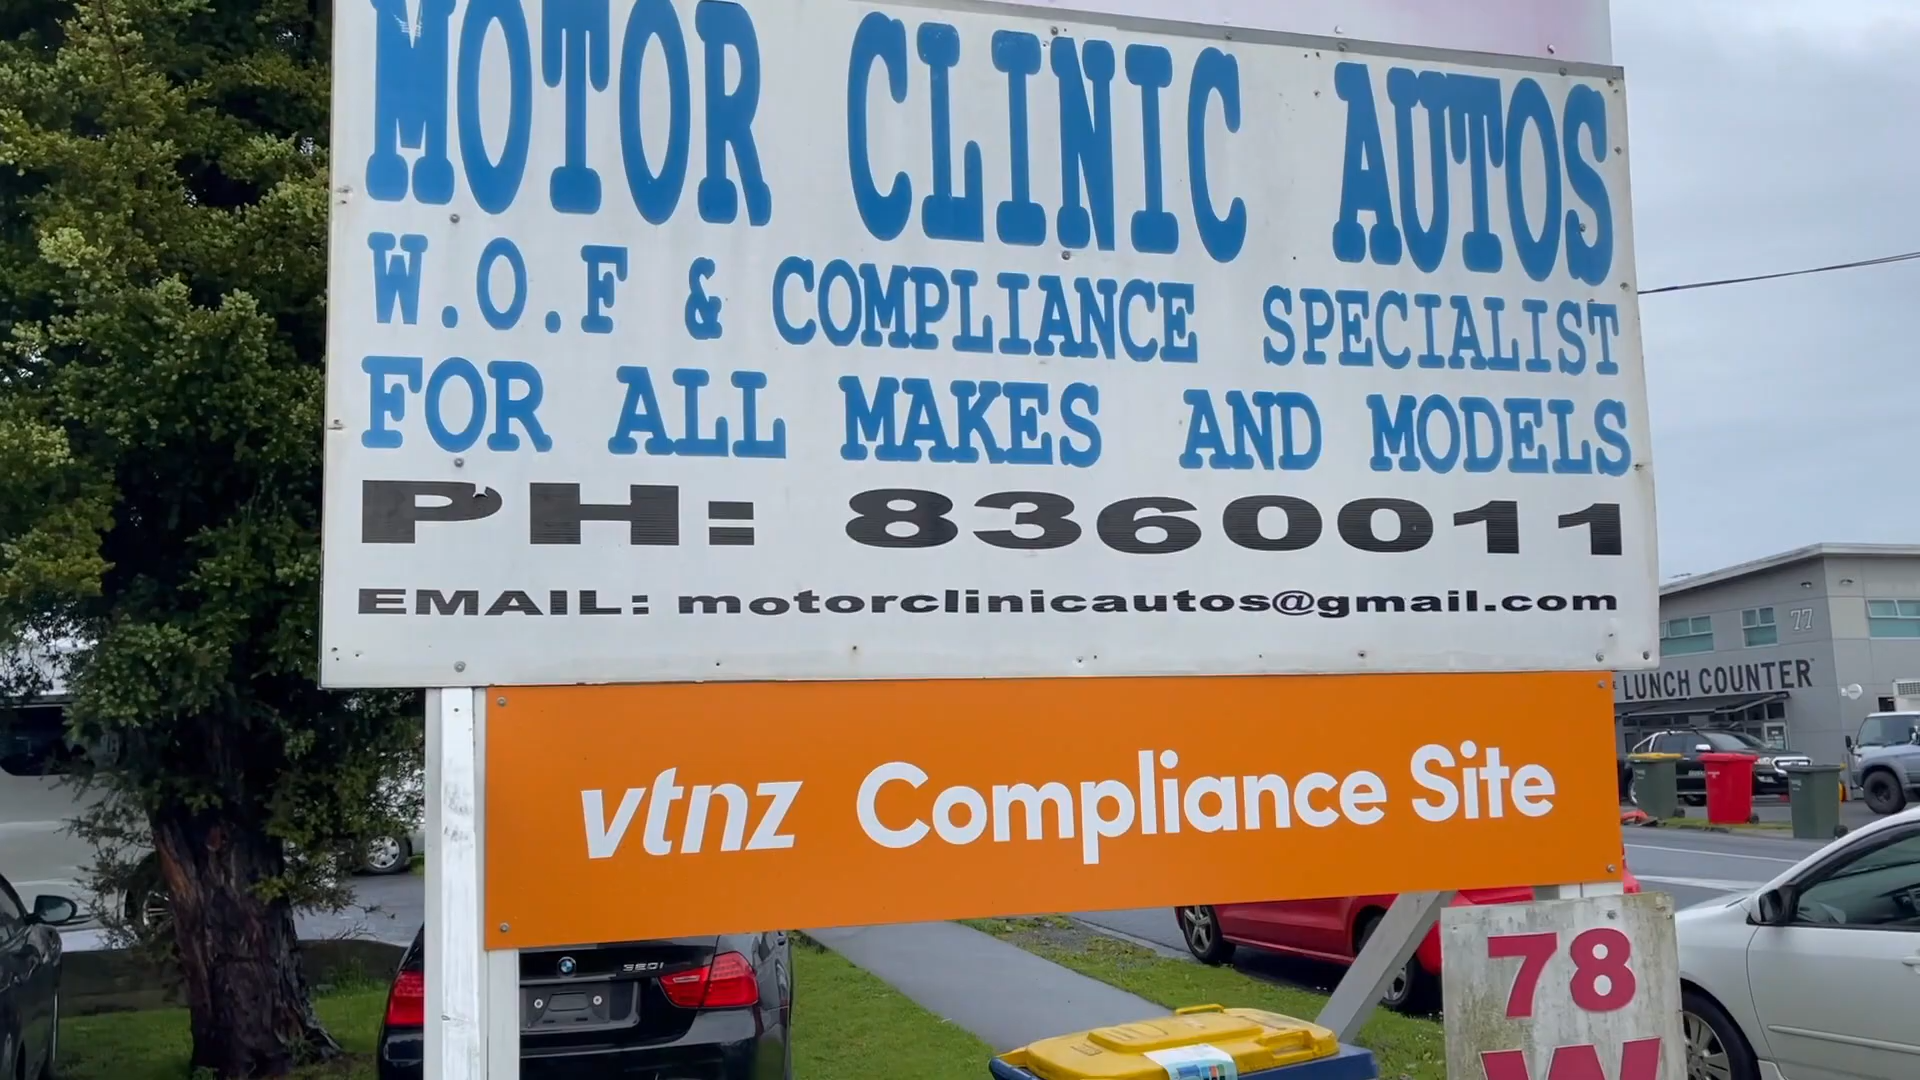 MOTOR CLINIC AUTOS
W.O.F & COMPLIANCE SPECIALIST
FOR ALL MAKES AND MODELS
PH: 8360011
EMAIL: motorclinicautos@gmail.com
vtnz Compliance Site
77
LUNCH COUNTER
320i
78
W